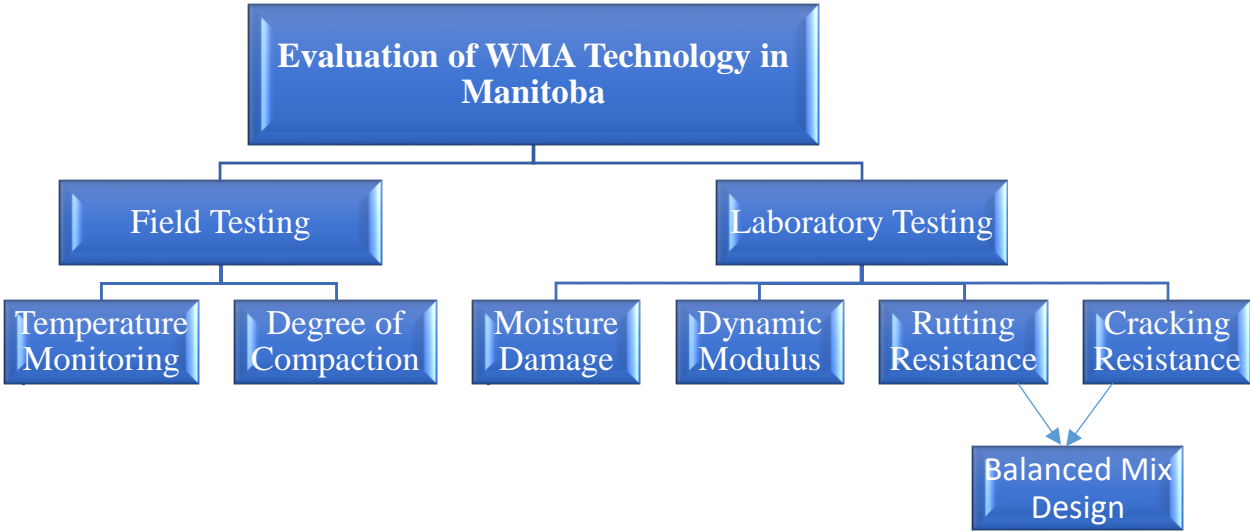 Evaluation of WMA Technology in
Manitoba
Field Testing
Laboratory Testing
Temperature
Monitoring
Degree of
Compaction
Moisture
Damage
Dynamic
Modulus
Rutting
Resistance
Cracking
Resistance
Balanced Mix
Design